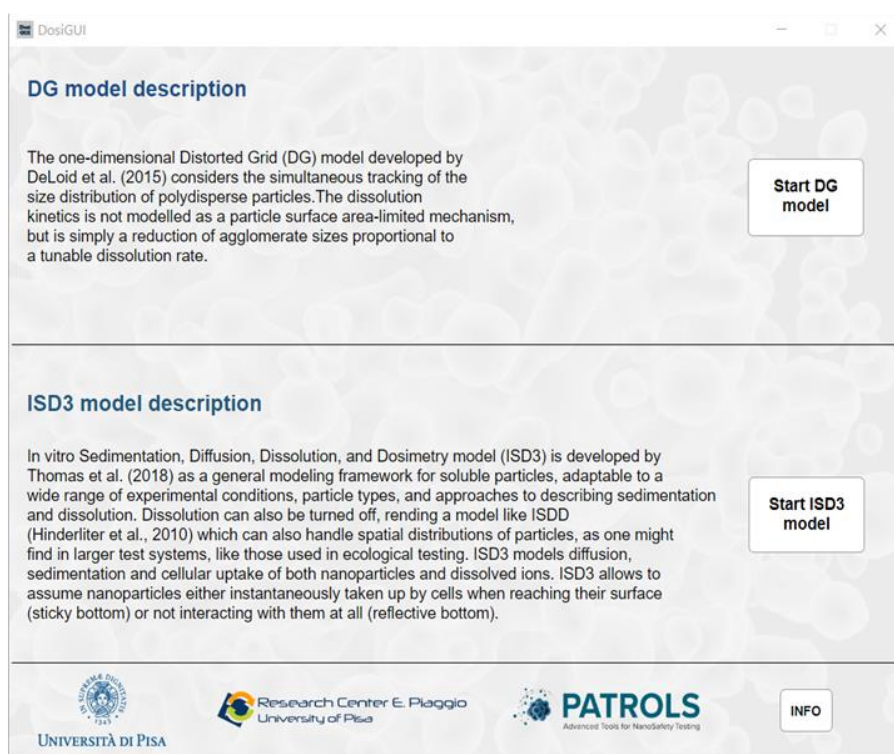 DosiGUI
DG model description
The one-dimensional Distorted Grid (DG) model developed by
DeLoid et al. (2015) considers the simultaneous tracking of the
size distribution of polydisperse particles.The dissolution
kinetics is not modelled as a particle surface area-limited mechanism,
but is simply a reduction of agglomerate sizes proportional to
a tunable dissolution rate.
Start DG
model
ISD3 model description
In vitro Sedimentation, Diffusion, Dissolution, and Dosimetry model (ISD3) is developed by
Thomas et al. (2018) as a general modeling framework for soluble particles, adaptable to a
wide range of experimental conditions, particle types, and approaches to describing sedimentation
and dissolution. Dissolution can also be turned off, rending a model like ISDD
(Hinderliter et al., 2010) which can also handle spatial distributions of particles, as one might
find in larger test systems, like those used in ecological testing. ISD3 models diffusion,
sedimentation and cellular uptake of both nanoparticles and dissolved ions. ISD3 allows to
assume nanoparticles either instantaneously taken up by cells when reaching their surface
(sticky bottom) or not interacting with them at all (reflective bottom).
Start ISD3
model
IN SUPREMÆ DIGNITATIS
1343
UNIVERSITÀ DI PISA
Research Center E. Piaggio
University of Pisa
PATROLS
Advanced Tools for NanoSafety Testing
INFO